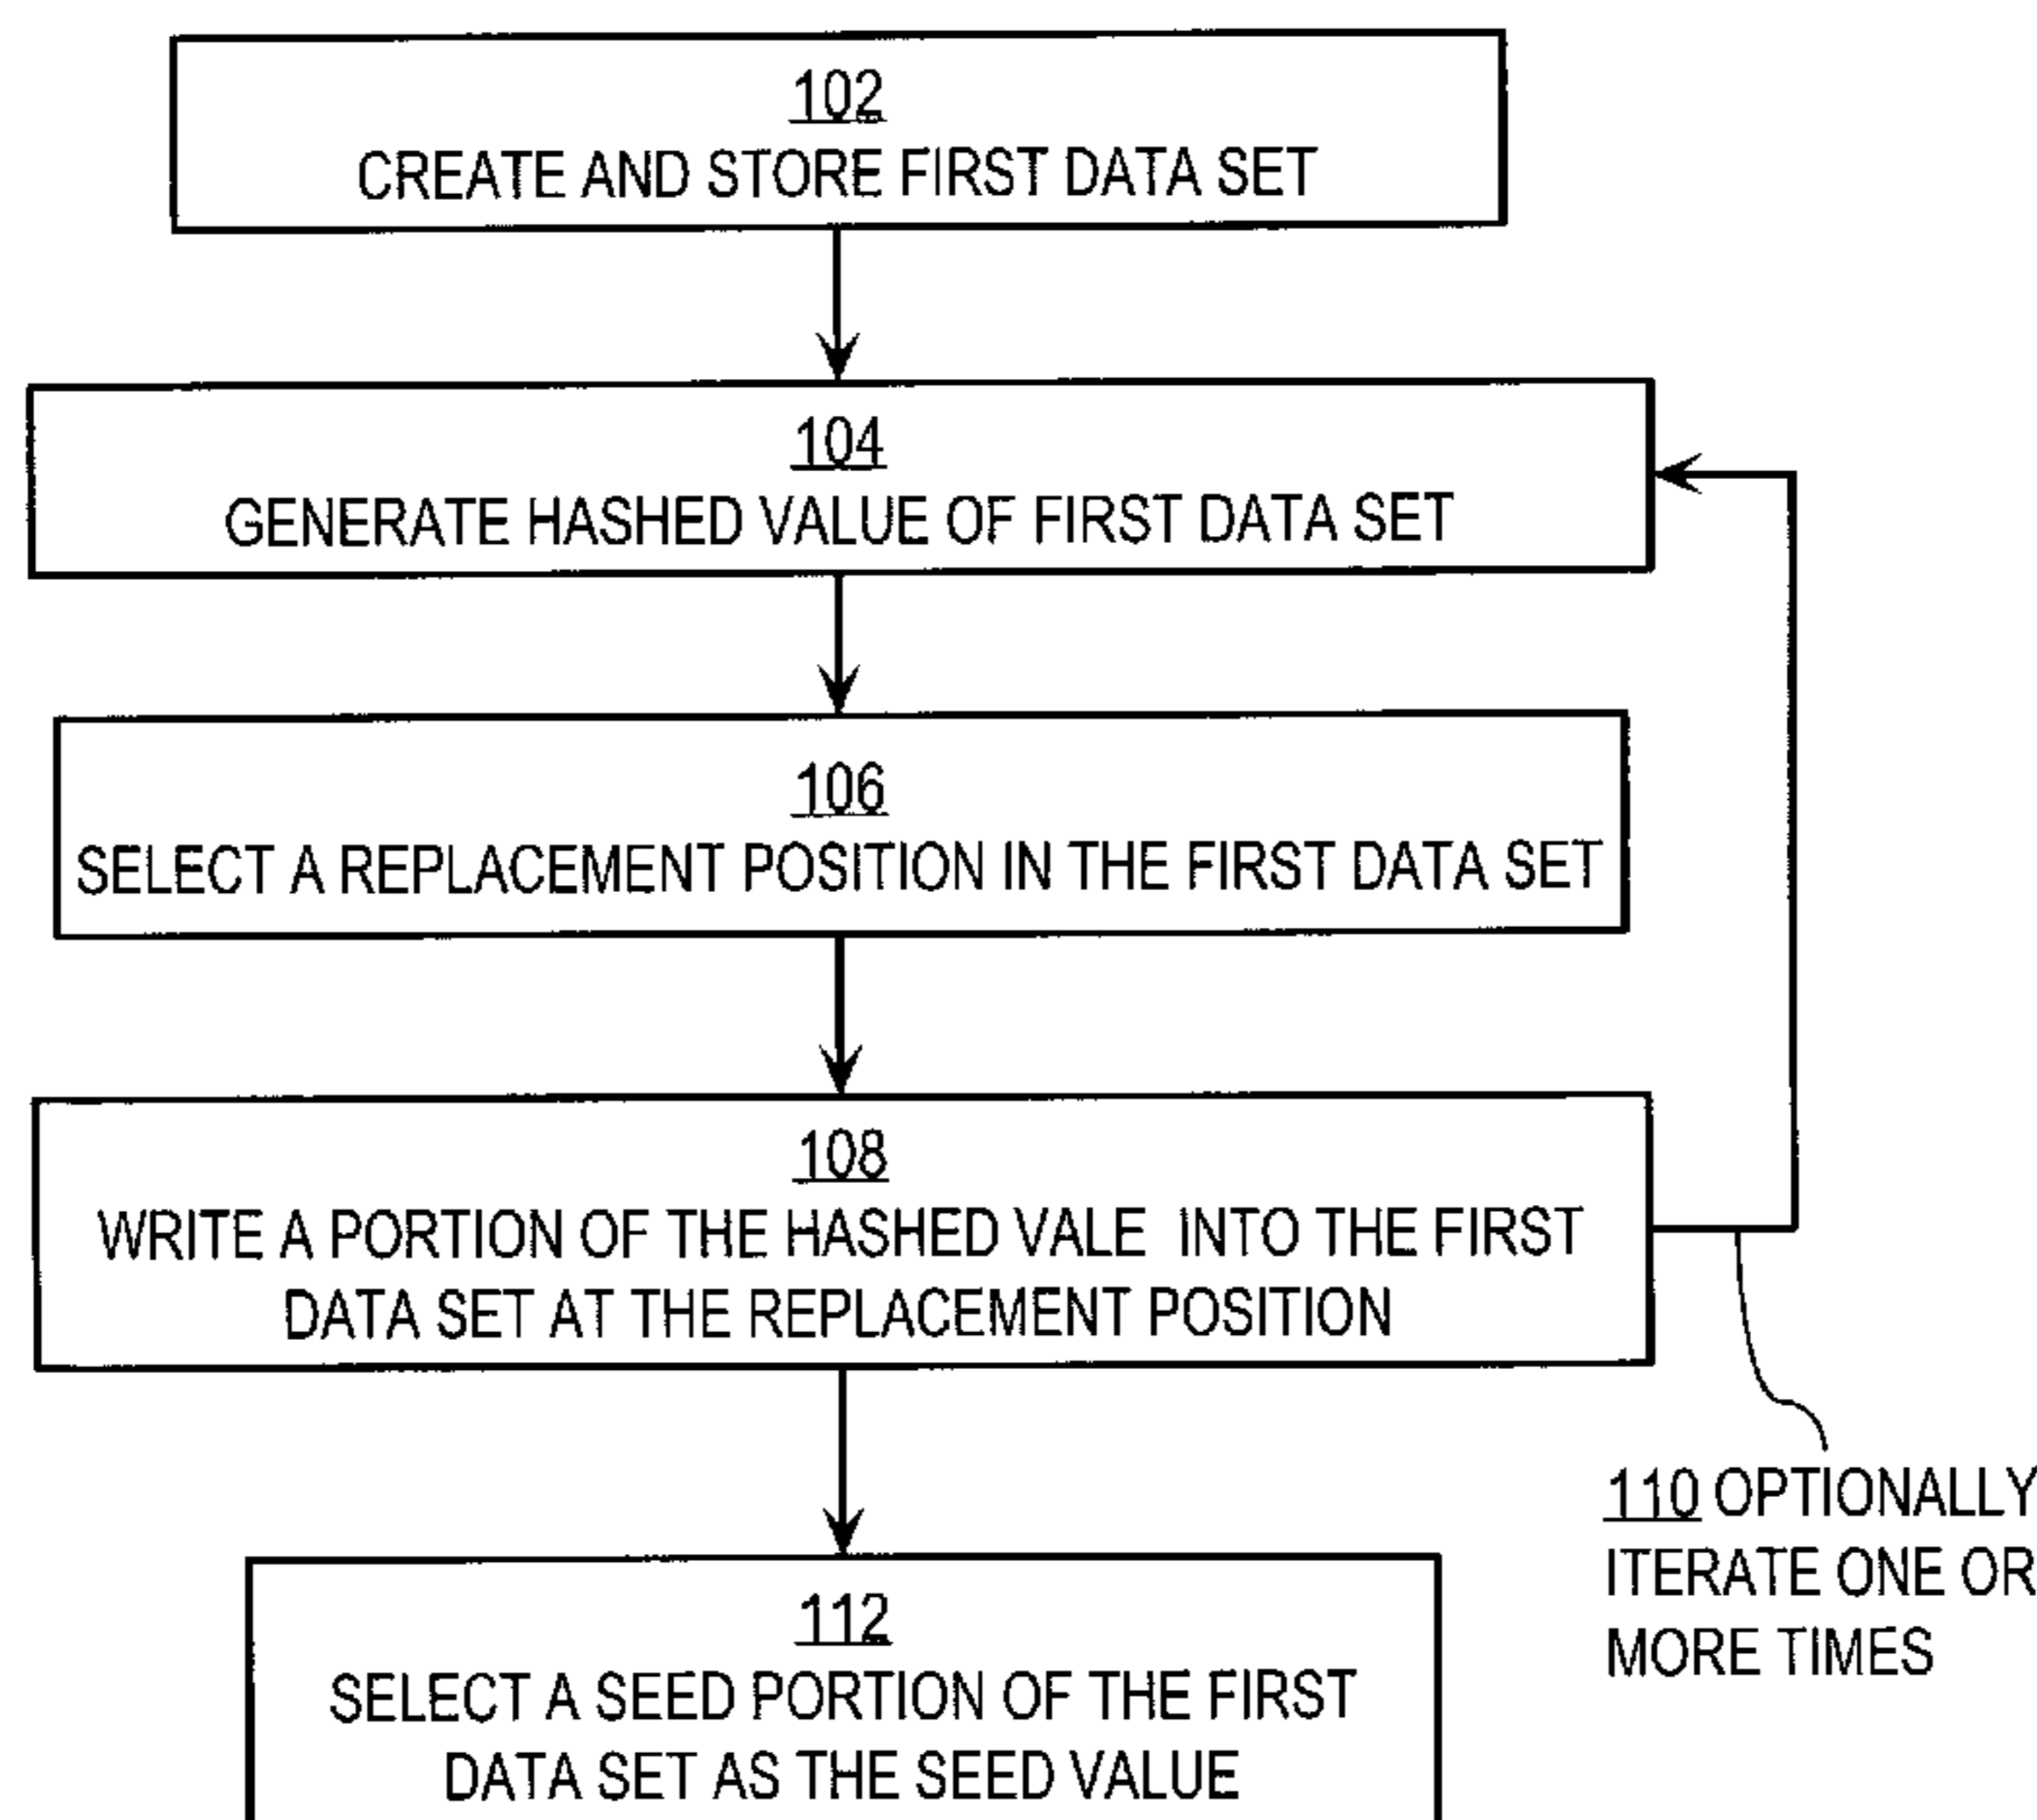 102
CREATE AND STORE FIRST DATA SET
104
GENERATE HASHED VALUE OF FIRST DATA SET
106
SELECT A REPLACEMENT POSITION IN THE FIRST DATA SET
108
WRITE A PORTION OF THE HASHED VALE INTO THE FIRST
DATA SET AT THE REPLACEMENT POSITION
110 OPTIONALLY
ITERATE ONE OR
MORE TIMES
112
SELECT A SEED PORTION OF THE FIRST
DATA SET AS THE SEED VALUE